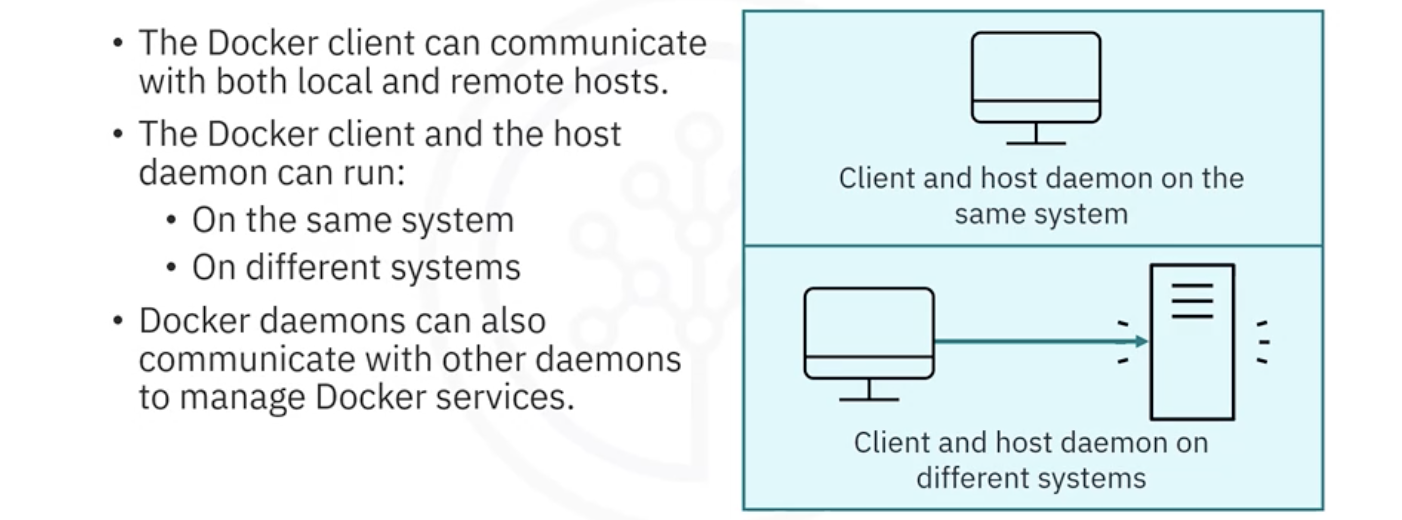 • The Docker client can communicate
with both local and remote hosts.
• The Docker client and the host
daemon can run:
• On the same system
• On different systems
• Docker daemons can also
communicate with other daemons
to manage Docker services.
Client and host daemon on the
same system
Client and host daemon on
different systems